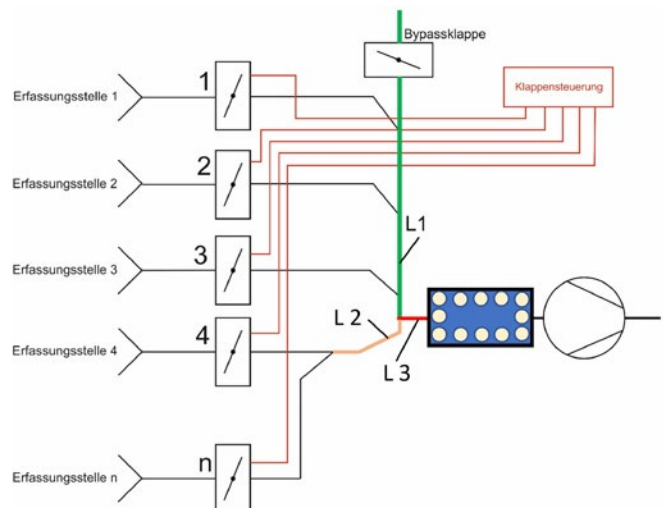 Bypassklappe
Erfassungsstelle 1
1
Klappensteuerung
Erfassungsstelle 2
2
L1
Erfassungsstelle 3
3
L 2
Erfassungsstelle 4
4
L 3
Erfassungsstelle n
n